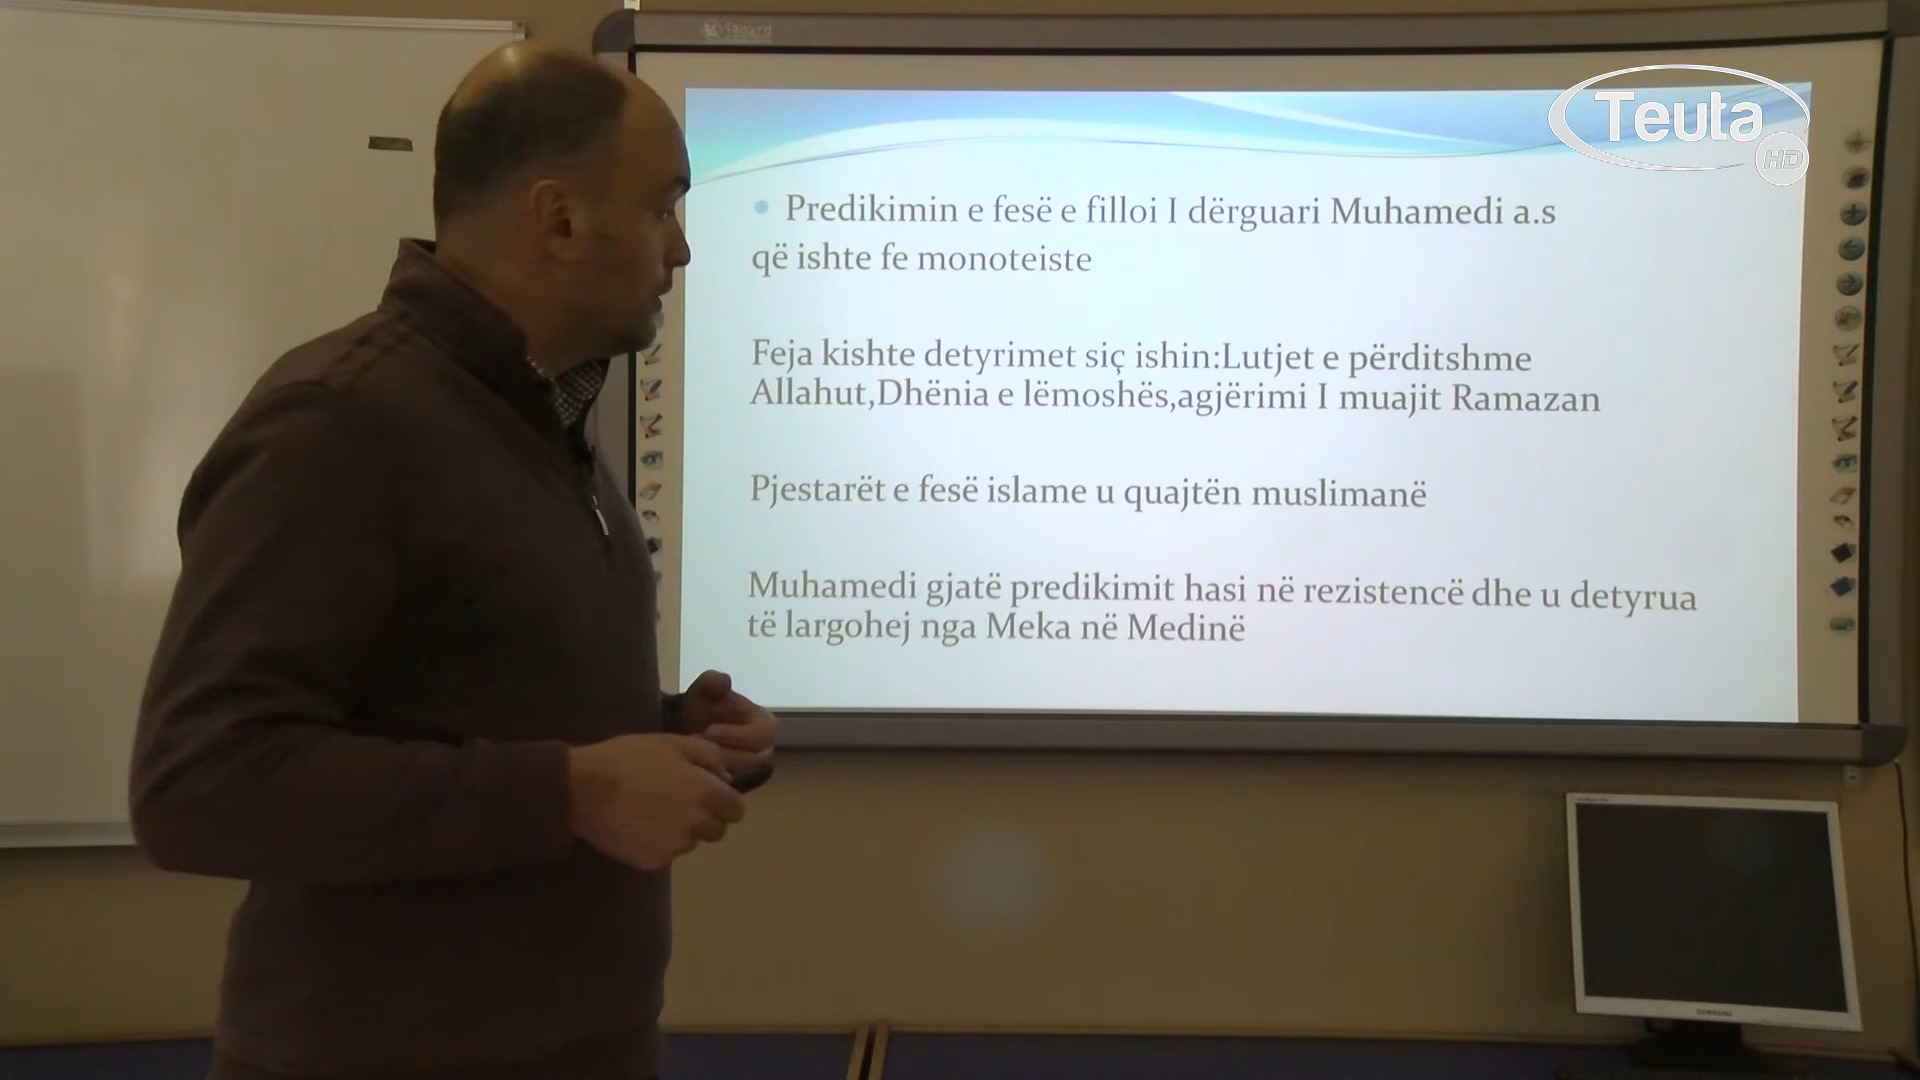 iBoard
Teuta
HD
Predikimin e fesë e filloi I dërguari Muhamedi a.s
që ishte fe monoteiste
Feja kishte detyrimet siç ishin:Lutjet e përditshme
Allahut,Dhënia e lëmoshës,agjërimi I muajit Ramazan
Pjestarët e fesë islame u quajtën muslimanë
Muhamedi gjatë predikimit hasi në rezistencë dhe u detyrua
të largohej nga Meka në Medinë
SAMSUNG